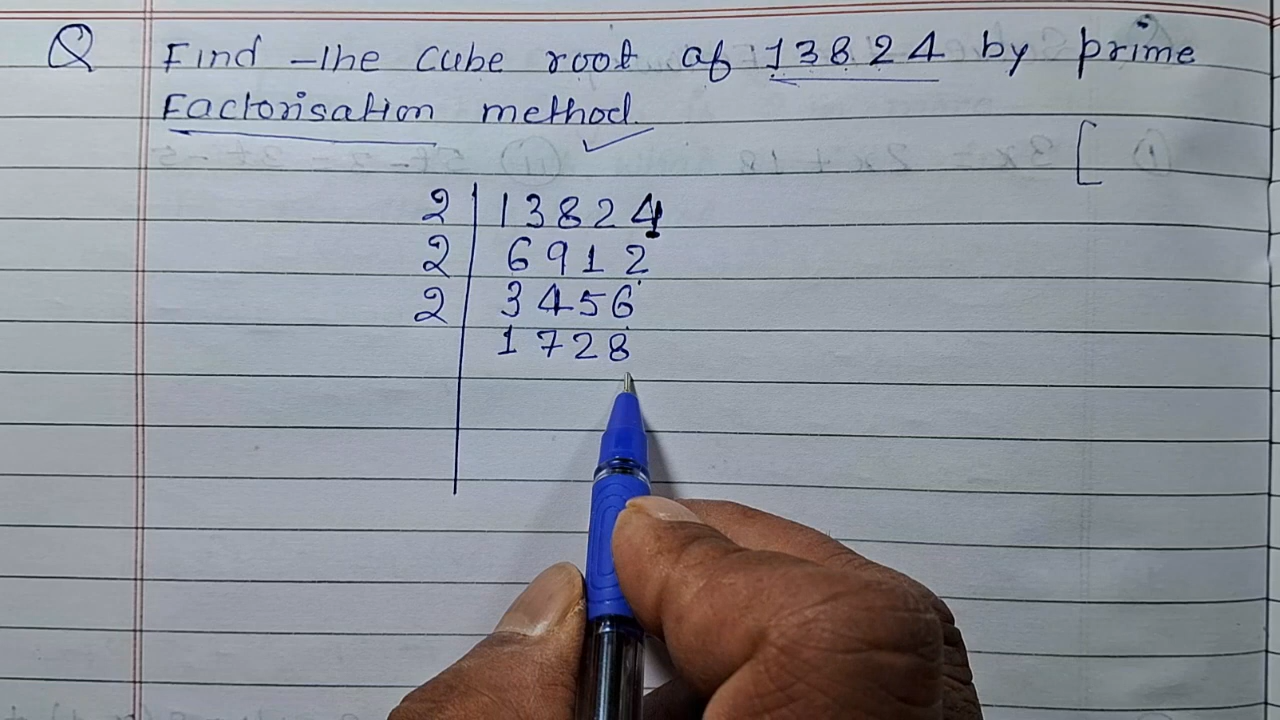 Q Find the cube root of 13824 by prime
Factorisation method.
2 | 13824
2 | 6912
2 | 3456
1728